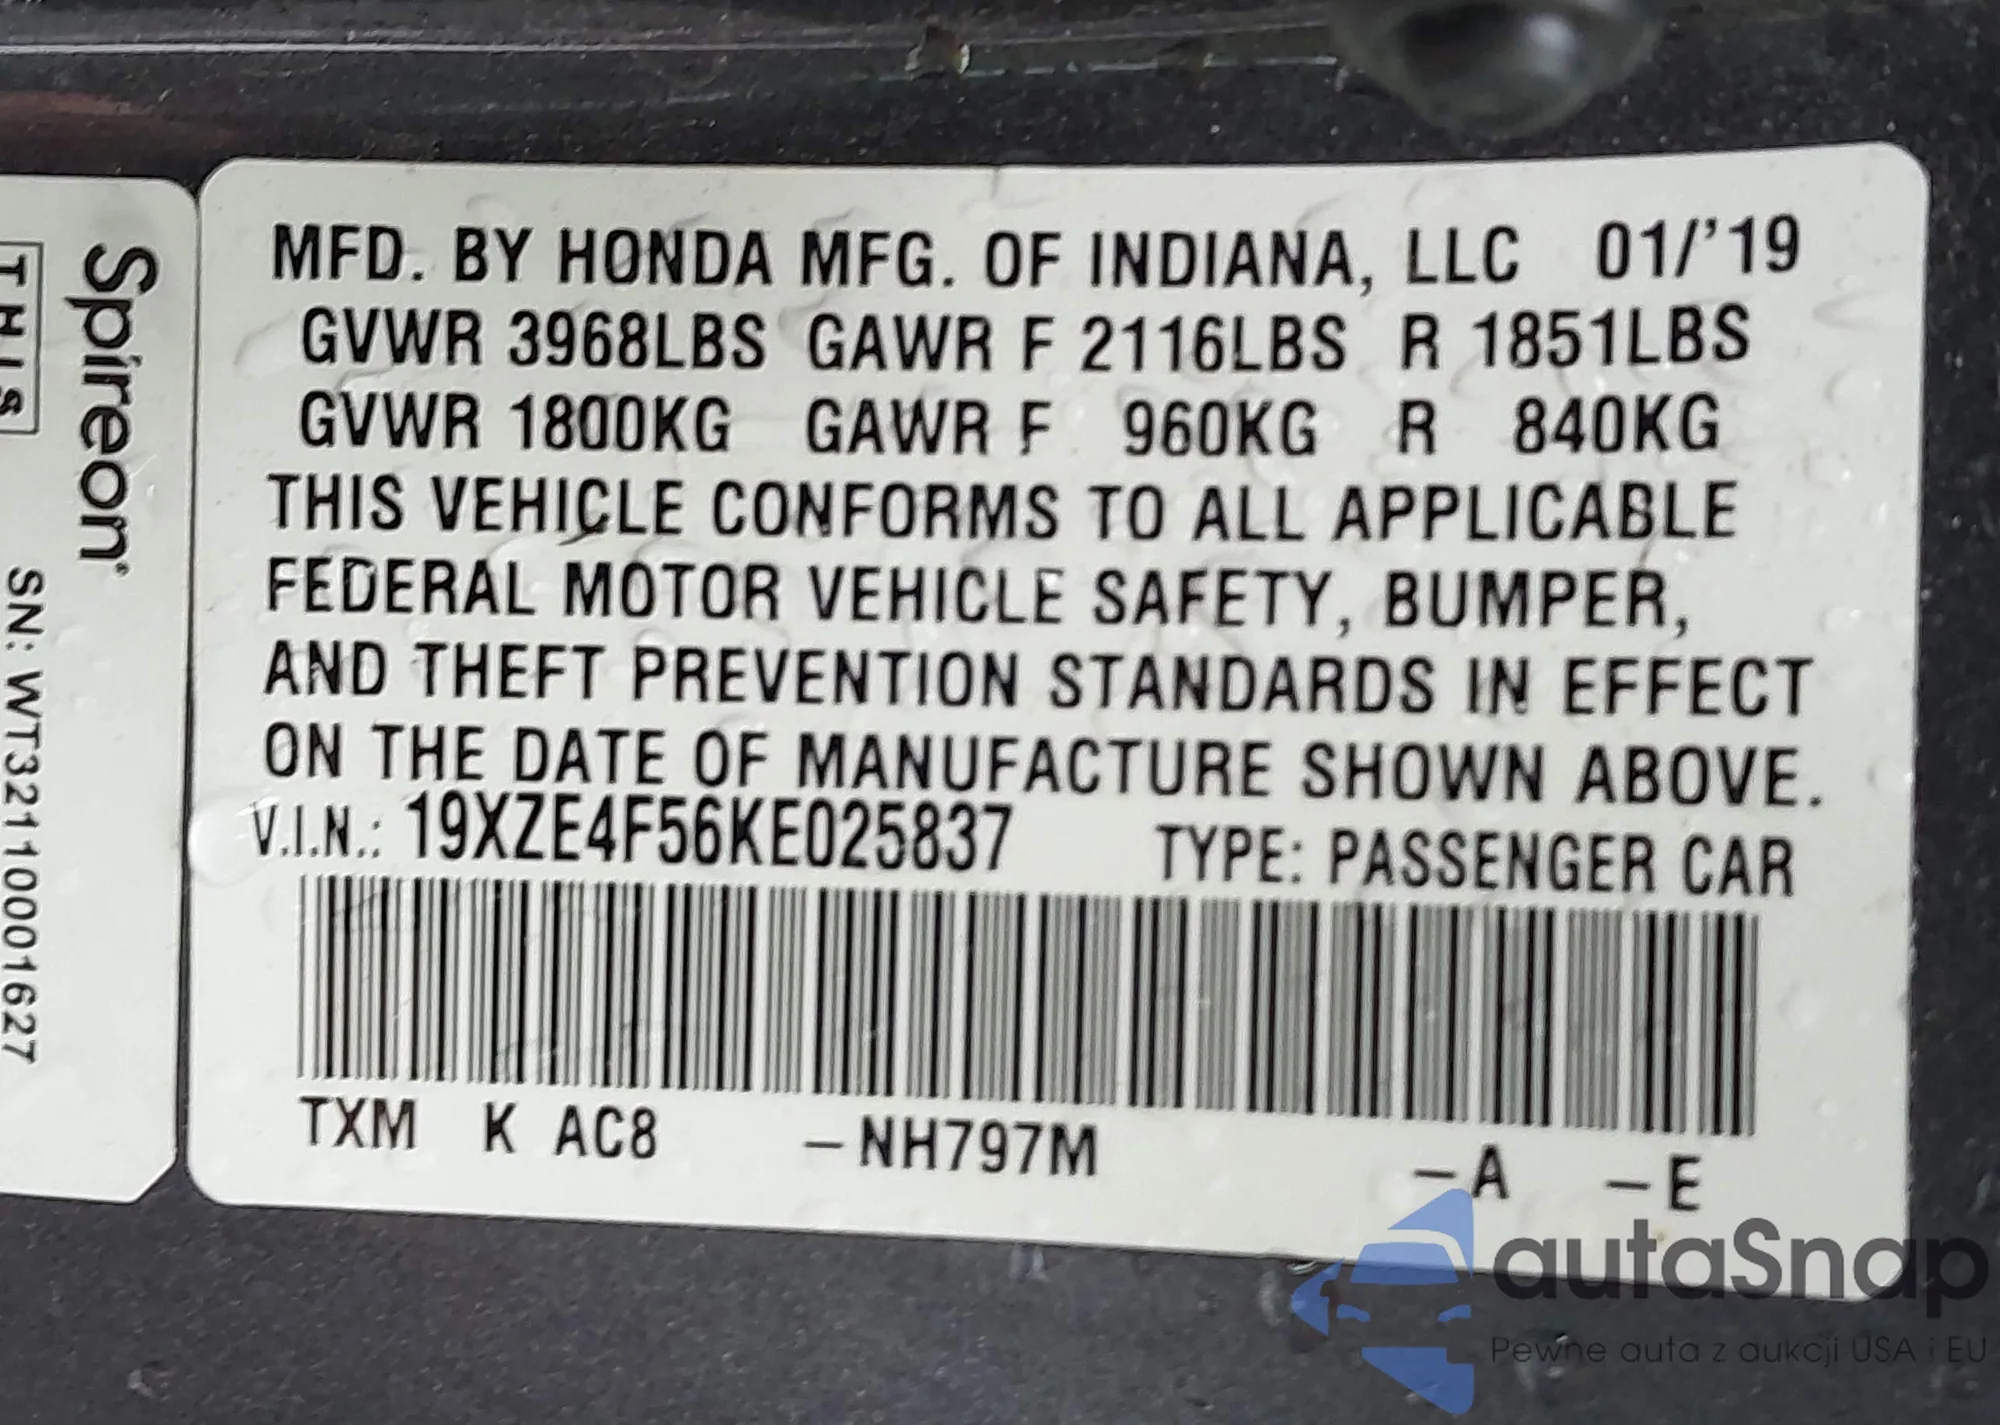 MFD. BY HONDA MFG. OF INDIANA, LLC 01/'19
GVWR 3968LBS GAWR F 2116LBS R 1851LBS
GVWR 1800KG GAWR F 960KG R 840KG
THIS VEHICLE CONFORMS TO ALL APPLICABLE
FEDERAL MOTOR VEHICLE SAFETY, BUMPER,
AND THEFT PREVENTION STANDARDS IN EFFECT
ON THE DATE OF MANUFACTURE SHOWN ABOVE.
V.I.N.: 19XZE4F56KE025837 TYPE: PASSENGER CAR
TXM K AC8 -NH797M -A -E
Spireon
THIS
SN: WT32110001627
autaSnap
Pewne auta z aukcji USA i EU